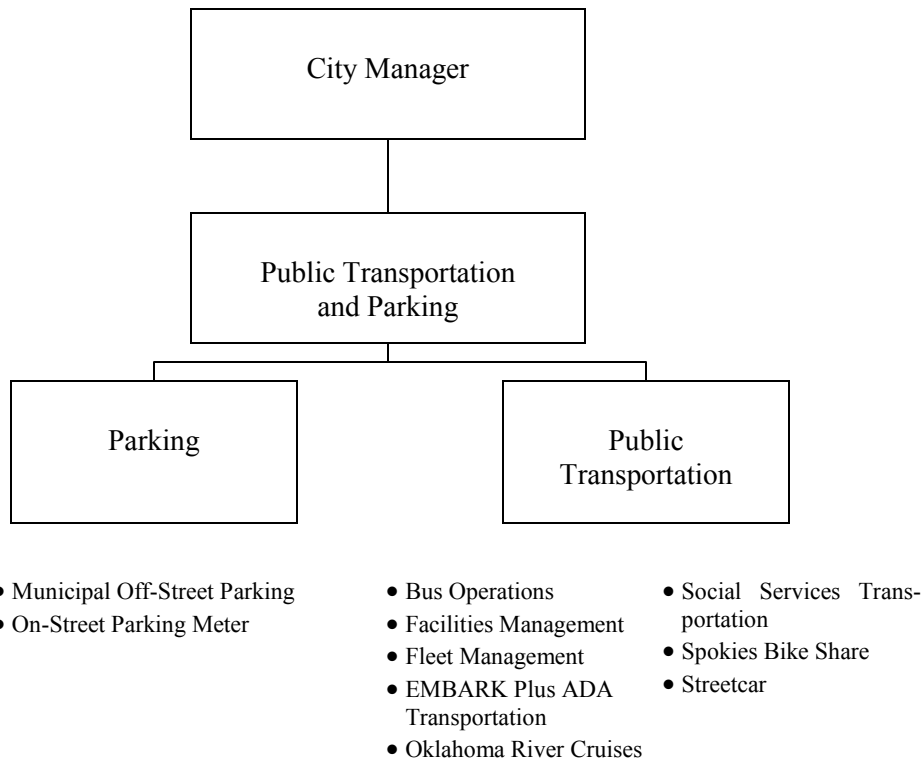 City Manager
Public Transportation
and Parking
Parking
Public
Transportation
• Municipal Off-Street Parking
• On-Street Parking Meter
• Bus Operations
• Facilities Management
• Fleet Management
• EMBARK Plus ADA
Transportation
• Oklahoma River Cruises
• Social Services Trans-
portation
• Spokies Bike Share
• Streetcar